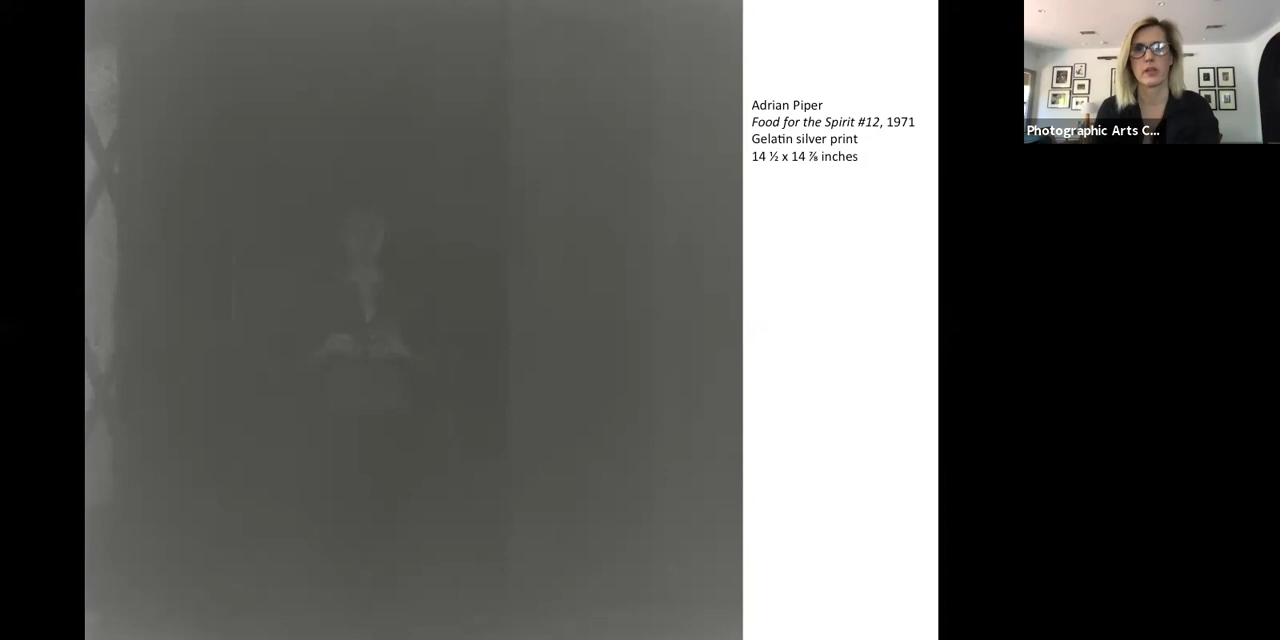 Adrian Piper
Food for the Spirit #12, 1971
Gelatin silver print
14 ½ x 14 ⅞ inches
Photographic Arts C...